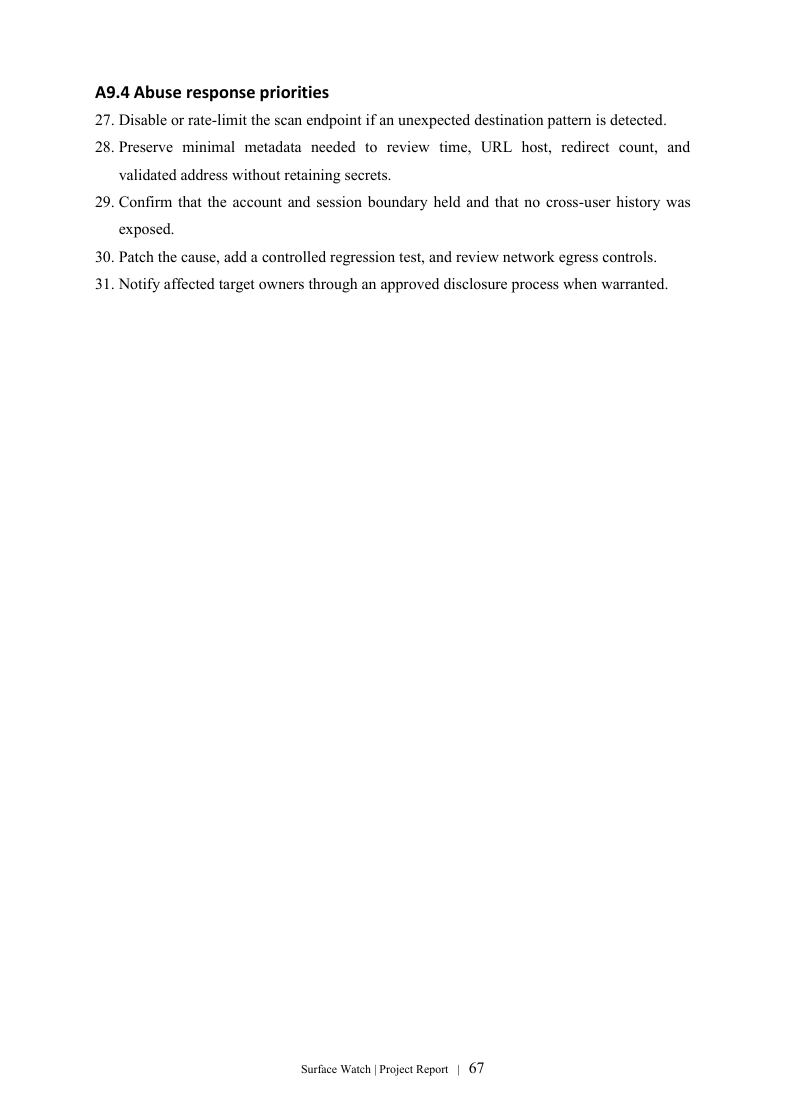 A9.4 Abuse response priorities
27. Disable or rate-limit the scan endpoint if an unexpected destination pattern is detected.
28. Preserve minimal metadata needed to review time, URL host, redirect count, and
validated address without retaining secrets.
29. Confirm that the account and session boundary held and that no cross-user history was
exposed.
30. Patch the cause, add a controlled regression test, and review network egress controls.
31. Notify affected target owners through an approved disclosure process when warranted.
Surface Watch | Project Report | 67